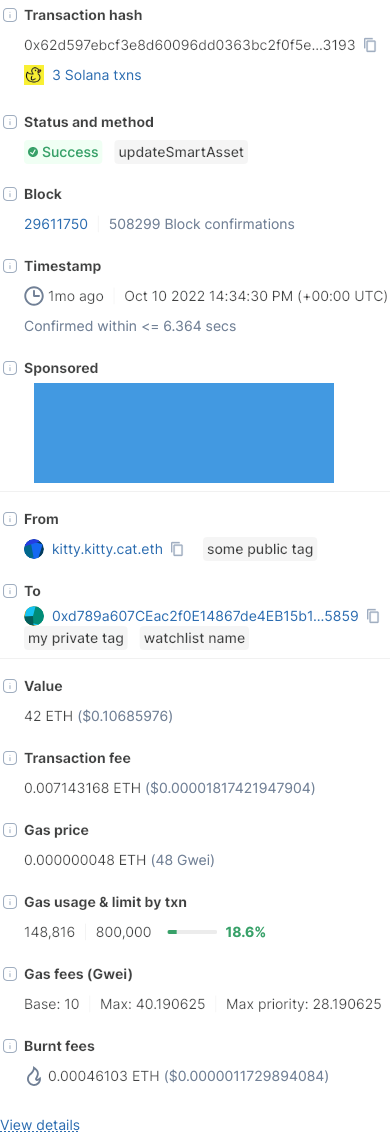 Transaction hash
0x62d597ebcf3e8d60096dd0363bc2f0f5e...3193
3 Solana txns
Status and method
Success updateSmartAsset
Block
29611750 508299 Block confirmations
Timestamp
1mo ago Oct 10 2022 14:34:30 PM (+00:00 UTC)
Confirmed within <= 6.364 secs
Sponsored
From
kitty.kitty.cat.eth some public tag
To
0xd789a607CEac2f0E14867de4EB15b1...5859
my private tag watchlist name
Value
42 ETH ($0.10685976)
Transaction fee
0.007143168 ETH ($0.00001817421947904)
Gas price
0.000000048 ETH (48 Gwei)
Gas usage & limit by txn
148,816 800,000 18.6%
Gas fees (Gwei)
Base: 10 Max: 40.190625 Max priority: 28.190625
Burnt fees
0.00046103 ETH ($0.0000011729894084)
View details